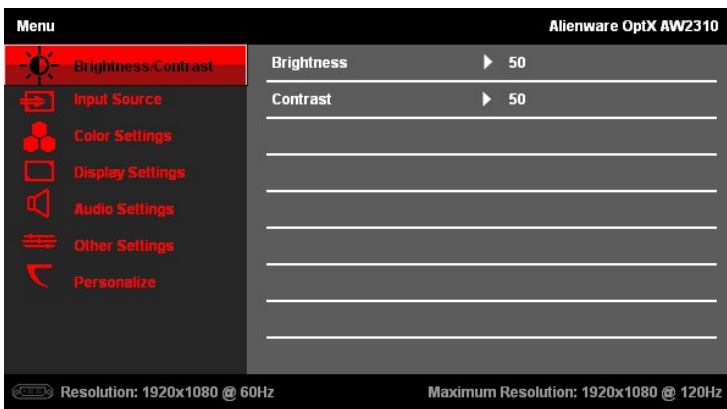 Menu Alienware OptX AW2310
Brightness/Contrast Brightness 50
Input Source Contrast 50
Color Settings
Display Settings
Audio Settings
Other Settings
Personalize
Resolution: 1920x1080 @ 60Hz Maximum Resolution: 1920x1080 @ 120Hz